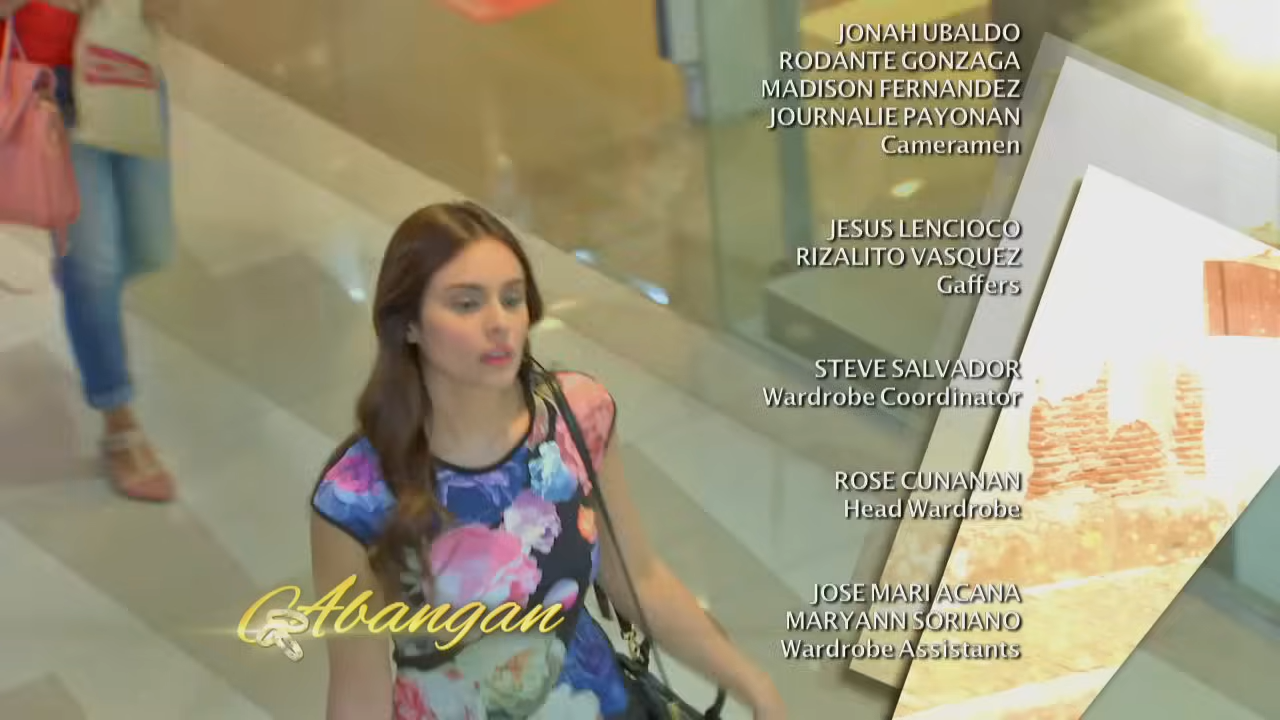 JONAH UBALDO
RODANTE GONZAGA
MADISON FERNANDEZ
JOURNALIE PAYONAN
Cameramen
JESUS LENCIOCO
RIZALITO VASQUEZ
Gaffers
STEVE SALVADOR
Wardrobe Coordinator
ROSE CUNANAN
Head Wardrobe
JOSE MARI ACANA
MARYANN SORIANO
Wardrobe Assistants
Abangan